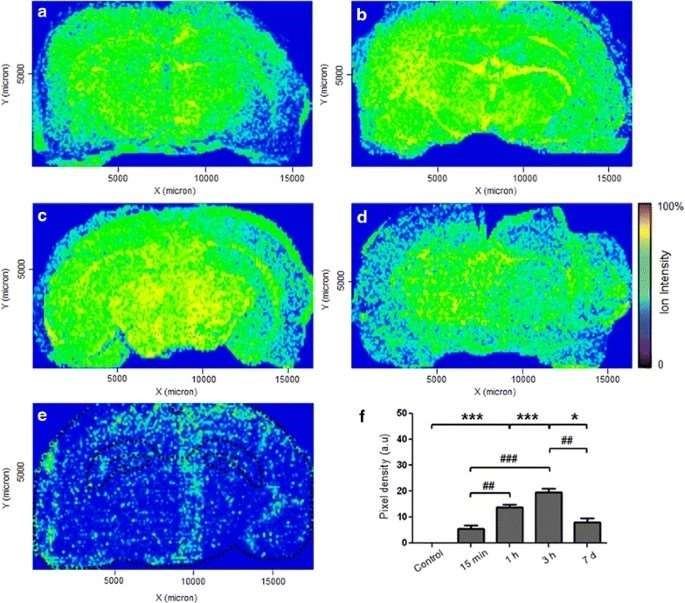 a
b
5000
Y (micron)
5000
Y (micron)
5000
10000
15000
X (micron)
5000
10000
15000
X (micron)
c
d
100%
Ion Intensity
0
5000
Y (micron)
5000
Y (micron)
5000
10000
15000
X (micron)
5000
10000
15000
X (micron)
e
5000
Y (micron)
5000
10000
15000
X (micron)
f
50
40
30
20
10
0
Pixel density (a.u)
*** *** *
##
###
##
Control
15 min
1 h
3 h
7 d